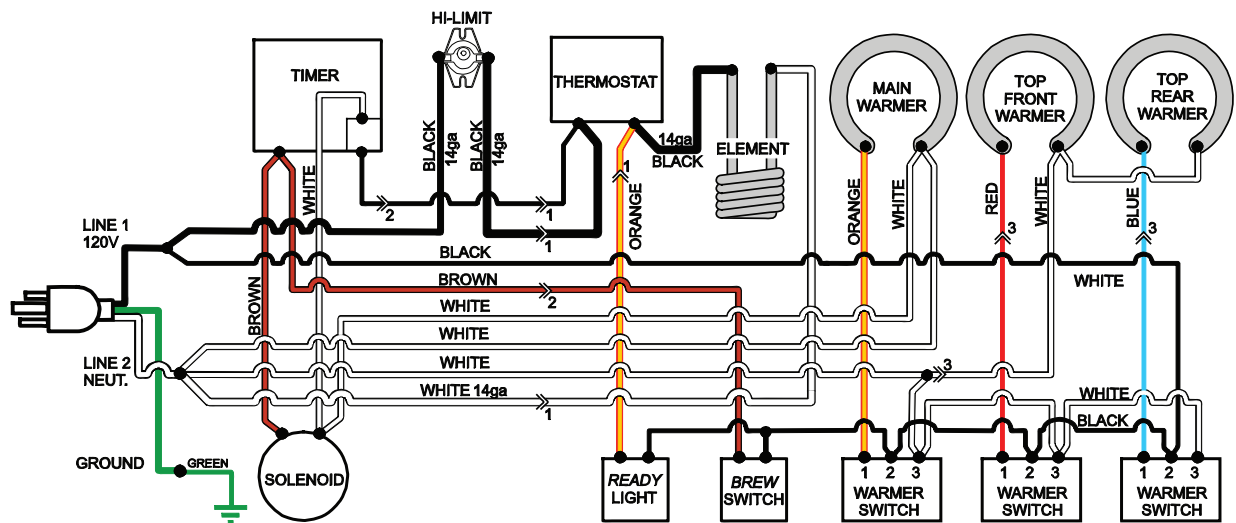 HI-LIMIT
TIMER
THERMOSTAT
MAIN
WARMER
TOP
FRONT
WARMER
TOP
REAR
WARMER
BLACK
14ga
BLACK
14ga
14ga
BLACK
ELEMENT
WHITE
2
1
1
ORANGE
ORANGE
WHITE
RED
WHITE
BLUE
3
3
LINE 1
120V
1
BLACK
WHITE
BROWN
BROWN
2
WHITE
WHITE
LINE 2
NEUT.
WHITE
3
WHITE 14ga
1
WHITE
BLACK
GROUND
GREEN
SOLENOID
READY
LIGHT
BREW
SWITCH
1 2 3
WARMER
SWITCH
1 2 3
WARMER
SWITCH
1 2 3
WARMER
SWITCH